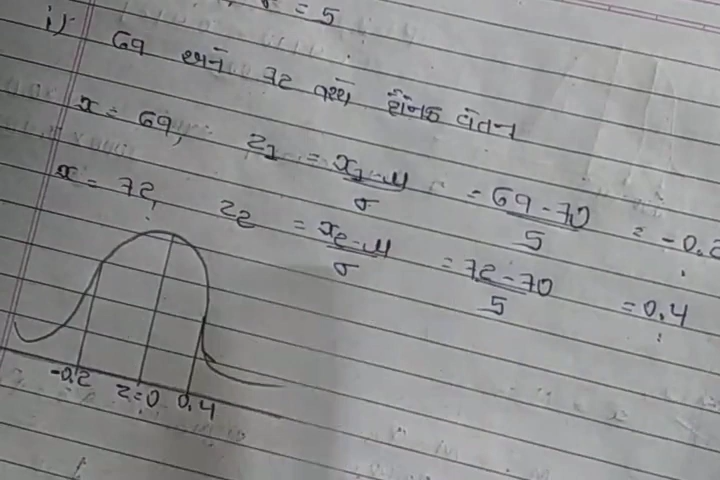 σ = 5
i) 69 અને 72 વચ્ચે દૈનિક વેતન
x = 69, z1 = x1-μ/σ = 69-70/5 = -0.2
x = 72, z2 = x2-μ/σ = 72-70/5 = 0.4
-0.2 z=0 0.4